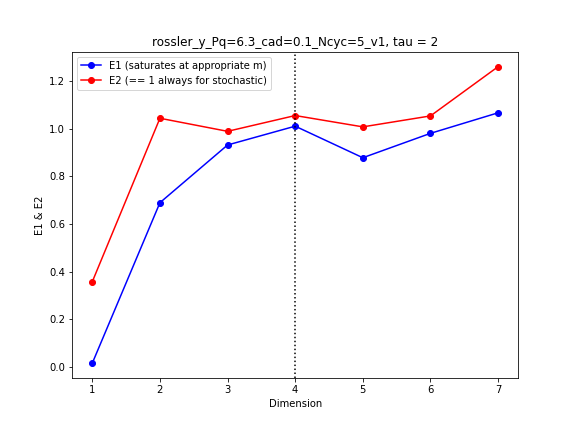 rossler_y_Pq=6.3_cad=0.1_Ncyc=5_v1, tau = 2
E1 (saturates at appropriate m)
E2 (== 1 always for stochastic)
E1 & E2
1.2
1.0
0.8
0.6
0.4
0.2
0.0
1 2 3 4 5 6 7
Dimension